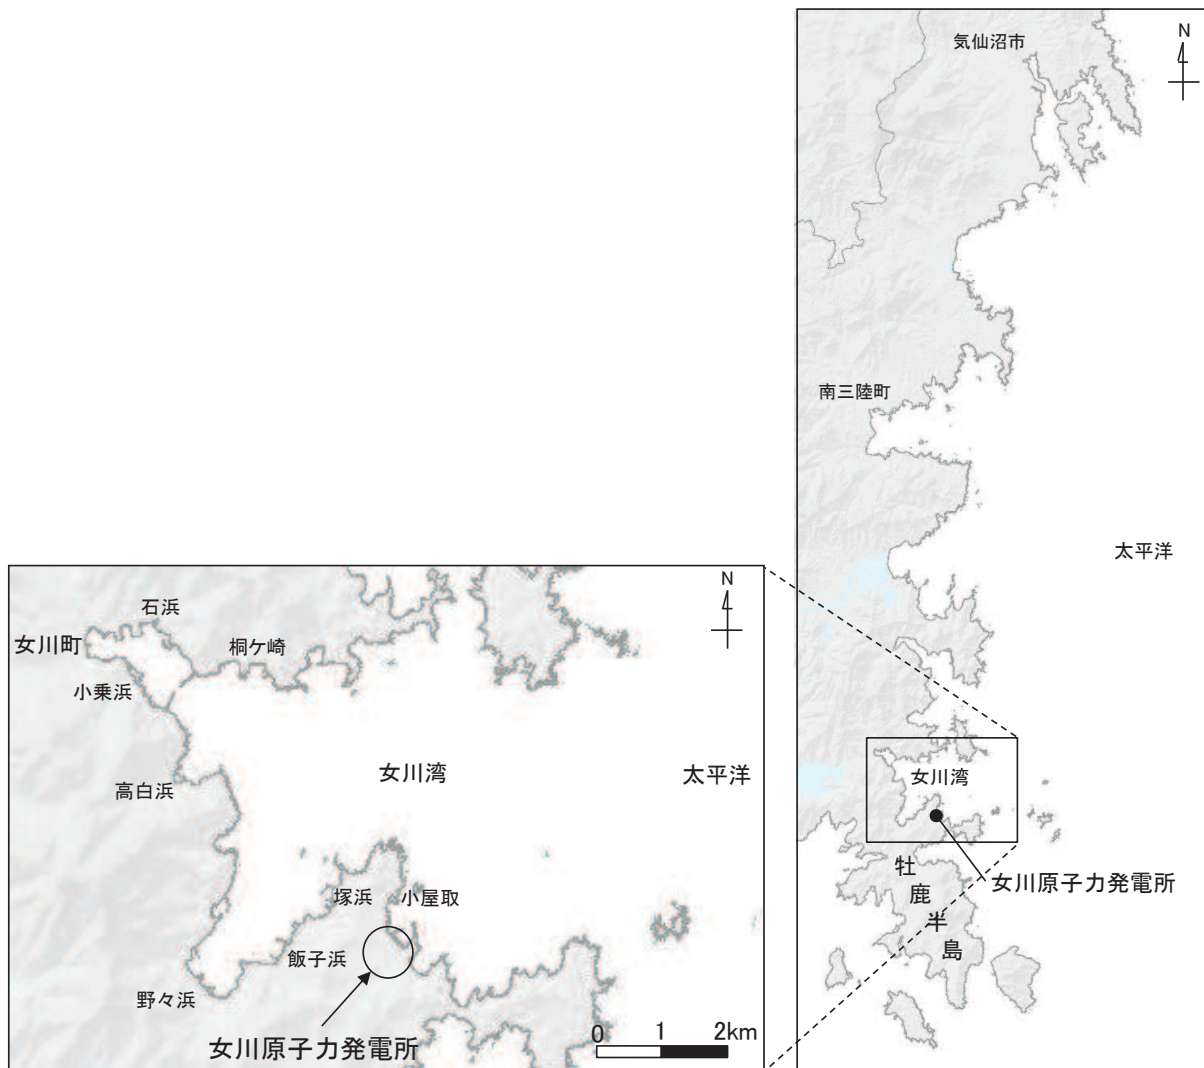 気仙沼市
N
南三陸町
太平洋
女川湾
女川原子力発電所
牡
鹿
半
島
N
石浜
女川町
桐ケ崎
小乗浜
女川湾
太平洋
高白浜
塚浜
小屋取
飯子浜
野々浜
女川原子力発電所
0 1 2km